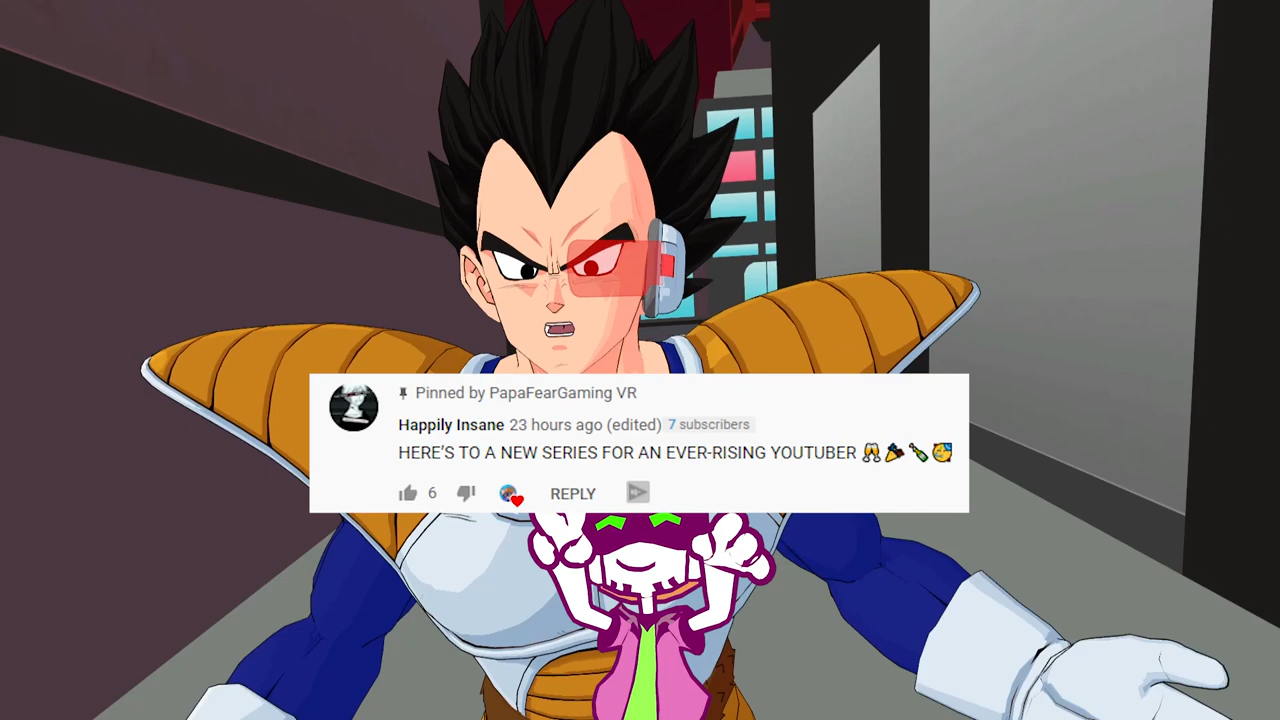 Pinned by PapaFearGaming VR
Happily Insane 23 hours ago (edited) 7 subscribers
HERE'S TO A NEW SERIES FOR AN EVER-RISING YOUTUBER 🥂🎉🍾🥳
6 REPLY